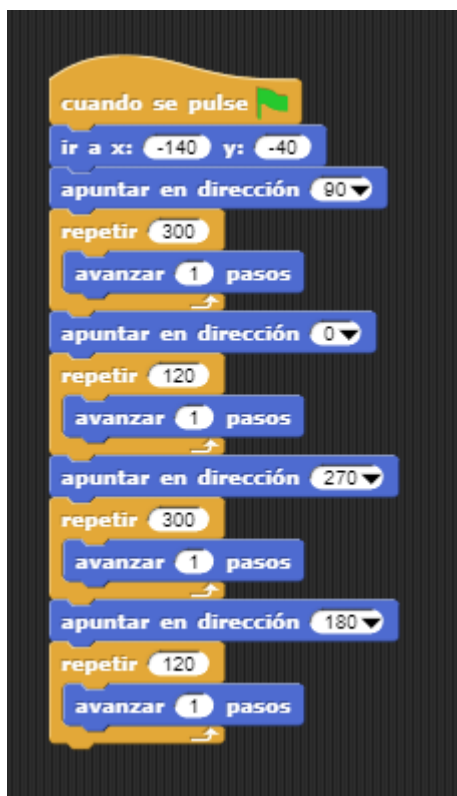 cuando se pulse
ir a x: -140 y: -40
apuntar en dirección 90
repetir 300
avanzar 1 pasos
apuntar en dirección 0
repetir 120
avanzar 1 pasos
apuntar en dirección 270
repetir 300
avanzar 1 pasos
apuntar en dirección 180
repetir 120
avanzar 1 pasos